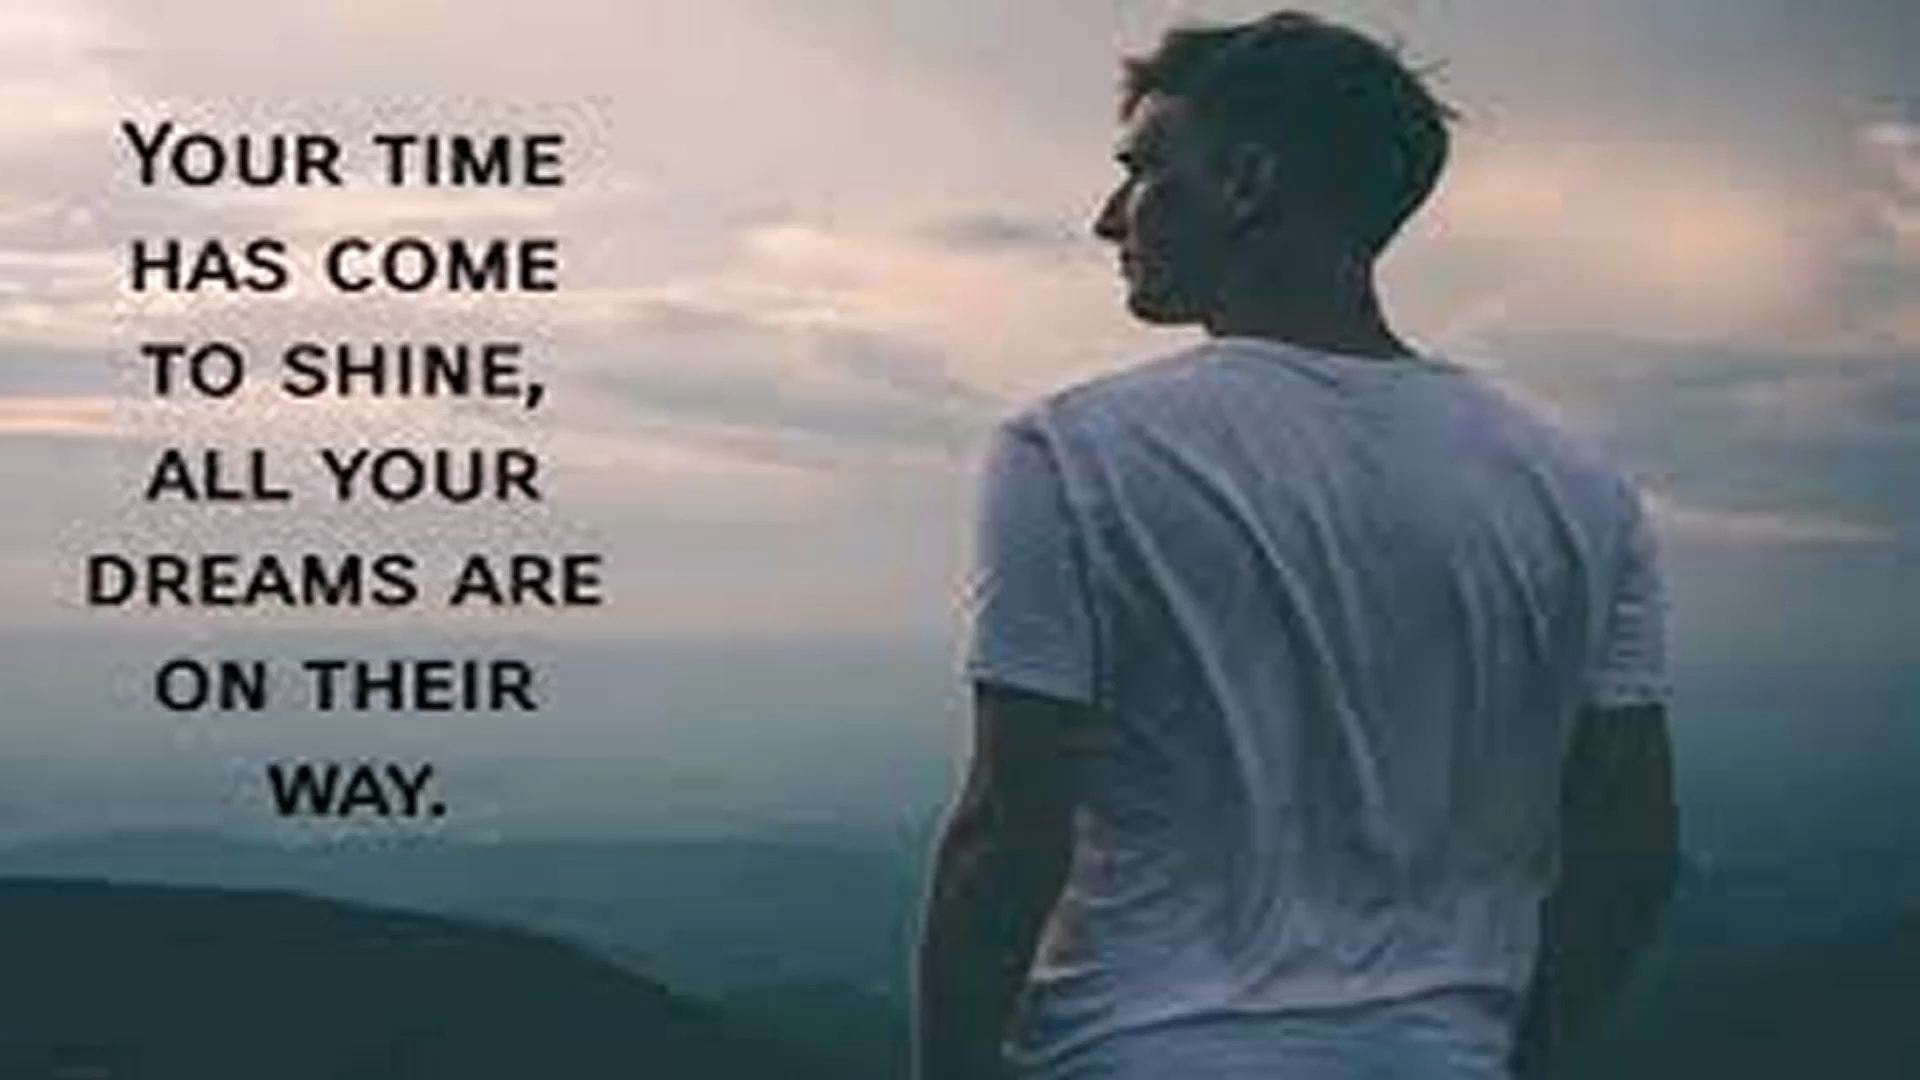 YOUR TIME
HAS COME
TO SHINE,
ALL YOUR
DREAMS ARE
ON THEIR
WAY.